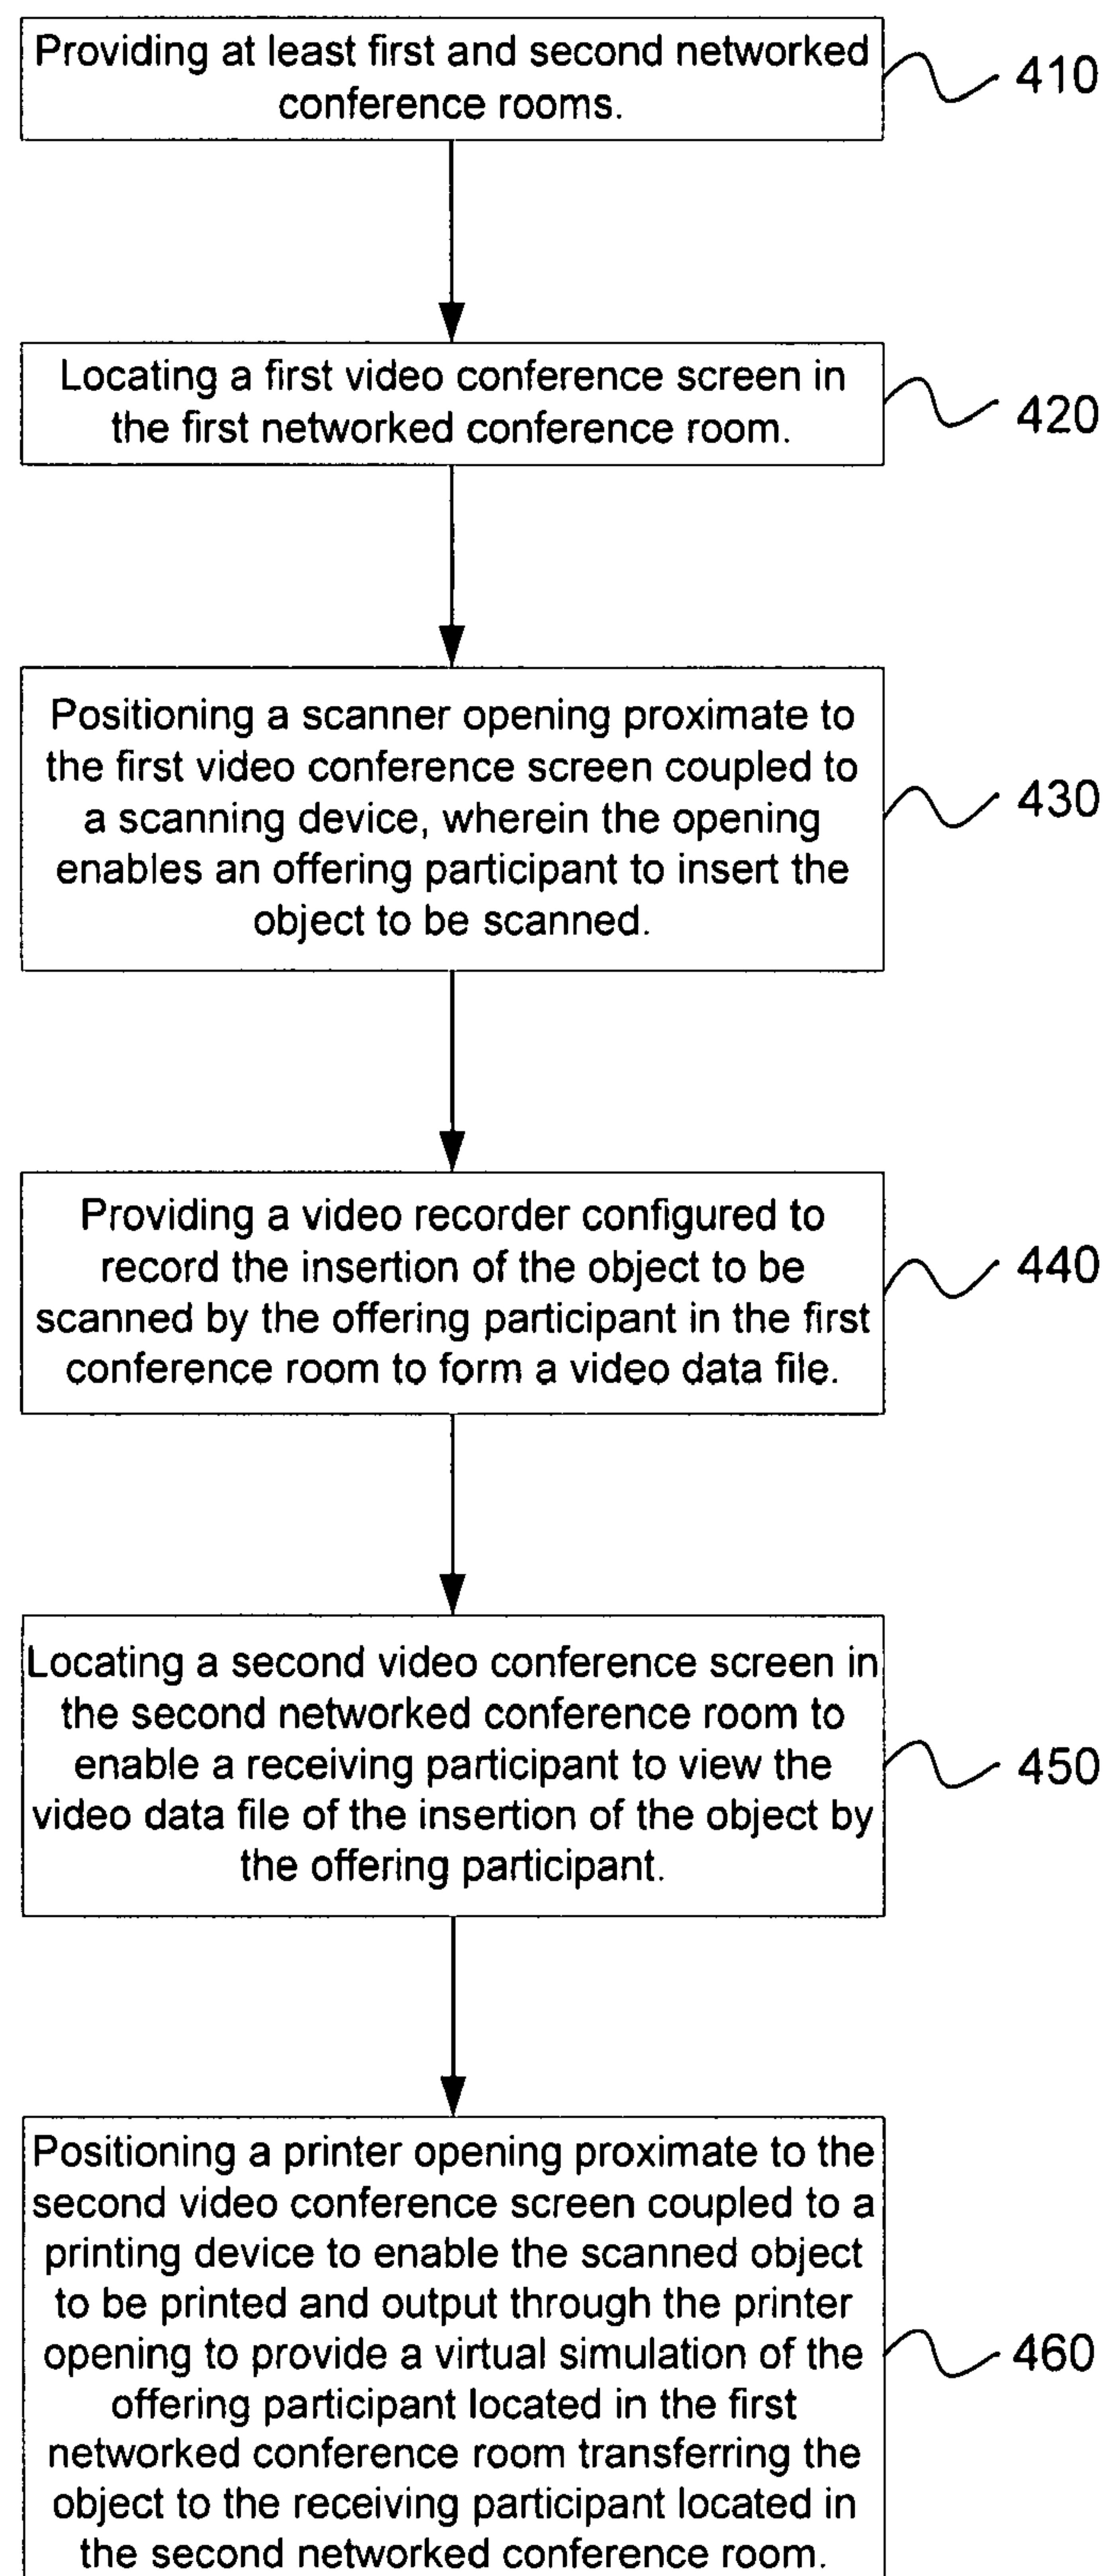 Providing at least first and second networked
conference rooms.
410
Locating a first video conference screen in
the first networked conference room.
420
Positioning a scanner opening proximate to
the first video conference screen coupled to
a scanning device, wherein the opening
enables an offering participant to insert the
object to be scanned.
430
Providing a video recorder configured to
record the insertion of the object to be
scanned by the offering participant in the first
conference room to form a video data file.
440
Locating a second video conference screen in
the second networked conference room to
enable a receiving participant to view the
video data file of the insertion of the object by
the offering participant.
450
Positioning a printer opening proximate to the
second video conference screen coupled to a
printing device to enable the scanned object
to be printed and output through the printer
opening to provide a virtual simulation of the
offering participant located in the first
networked conference room transferring the
object to the receiving participant located in
the second networked conference room.
460